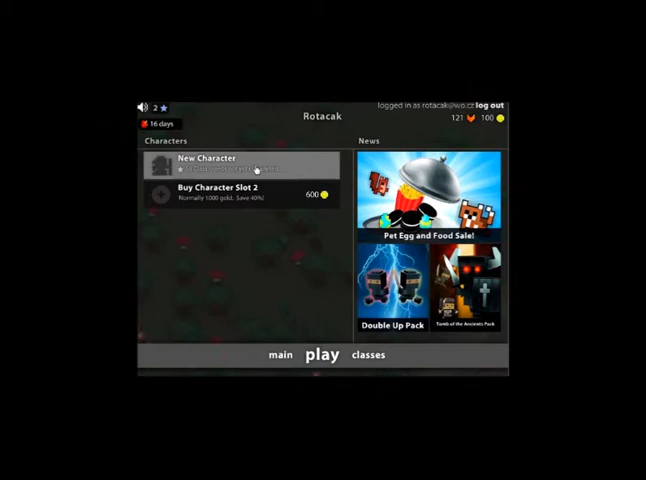 2
logged in as rotacak@wo.cz log out
16 days
Rotacak
121 100
Characters
News
New Character
Buy Character Slot 2
Normally 1000 gold. Save 40%!
600
Pet Egg and Food Sale!
Double Up Pack
Tomb of the Ancients Pack
main play classes